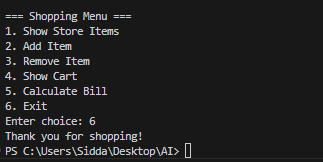 === Shopping Menu ===
1. Show Store Items
2. Add Item
3. Remove Item
4. Show Cart
5. Calculate Bill
6. Exit
Enter choice: 6
Thank you for shopping!
PS C:\Users\Sidda\Desktop\AI>